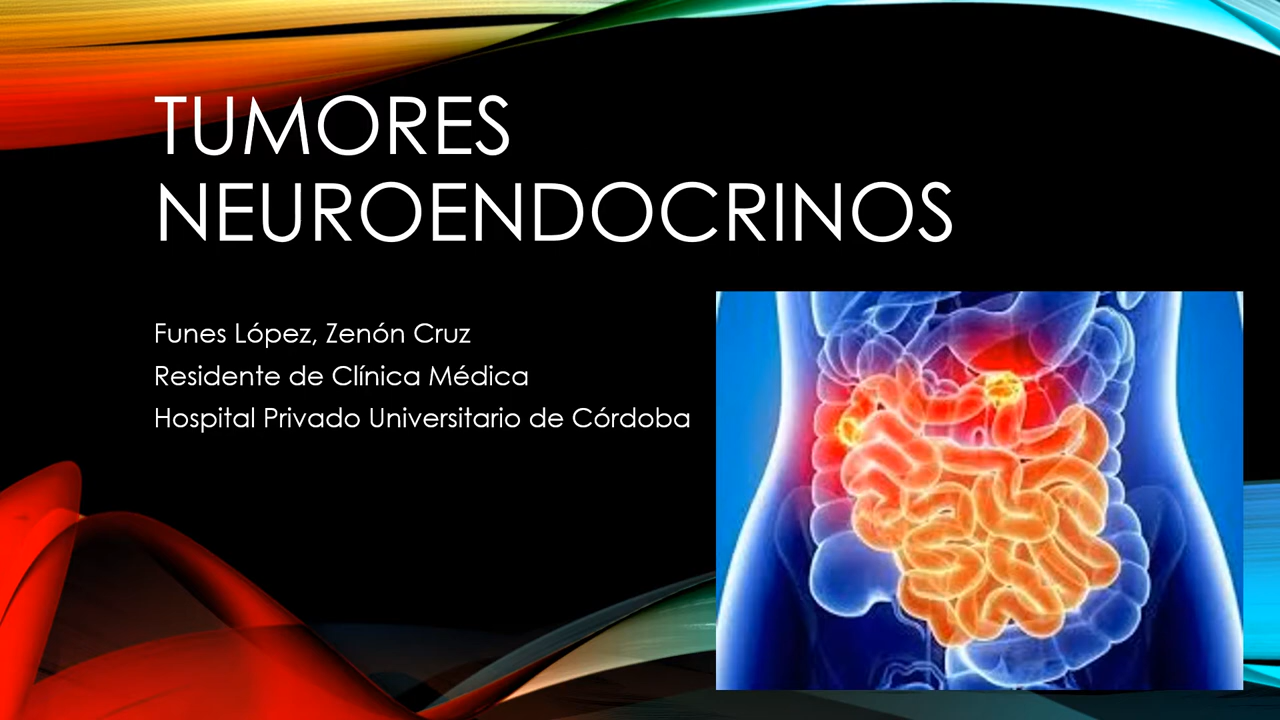 TUMORES
NEUROENDOCRINOS
Funes López, Zenón Cruz
Residente de Clínica Médica
Hospital Privado Universitario de Córdoba